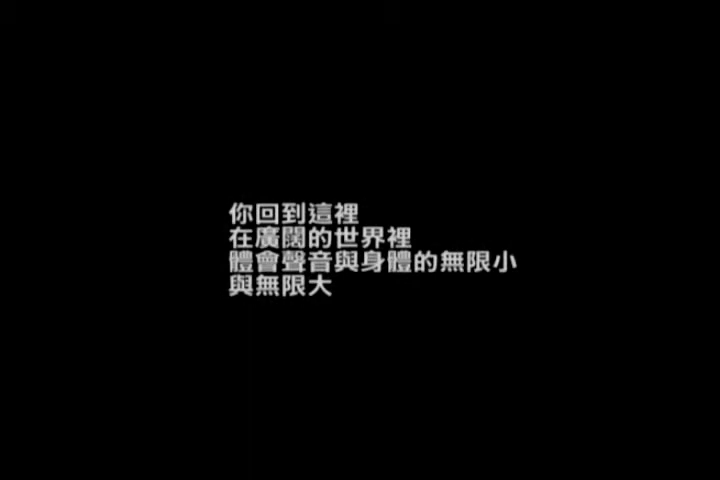 你回到這裡
在廣闊的世界裡
體會聲音與身體的無限小
與無限大